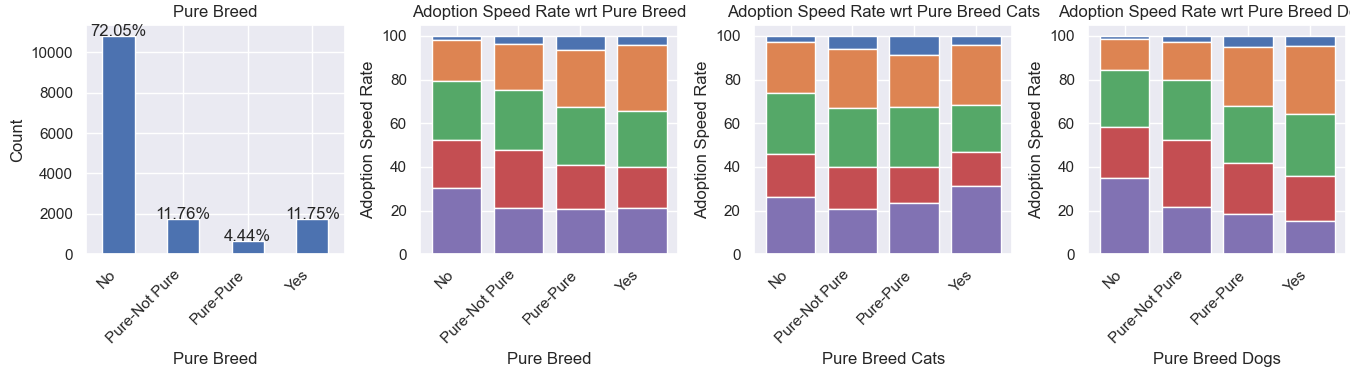 Pure Breed
Count
10000
8000
6000
4000
2000
0
72.05%
11.76%
4.44%
11.75%
No
Pure-Not Pure
Pure-Pure
Yes
Pure Breed
Adoption Speed Rate wrt Pure Breed
Adoption Speed Rate
100
80
60
40
20
0
No
Pure-Not Pure
Pure-Pure
Yes
Pure Breed
Adoption Speed Rate wrt Pure Breed Cats
Adoption Speed Rate
100
80
60
40
20
0
No
Pure-Not Pure
Pure-Pure
Yes
Pure Breed Cats
Adoption Speed Rate wrt Pure Breed D
Adoption Speed Rate
100
80
60
40
20
0
No
Pure-Not Pure
Pure-Pure
Yes
Pure Breed Dogs